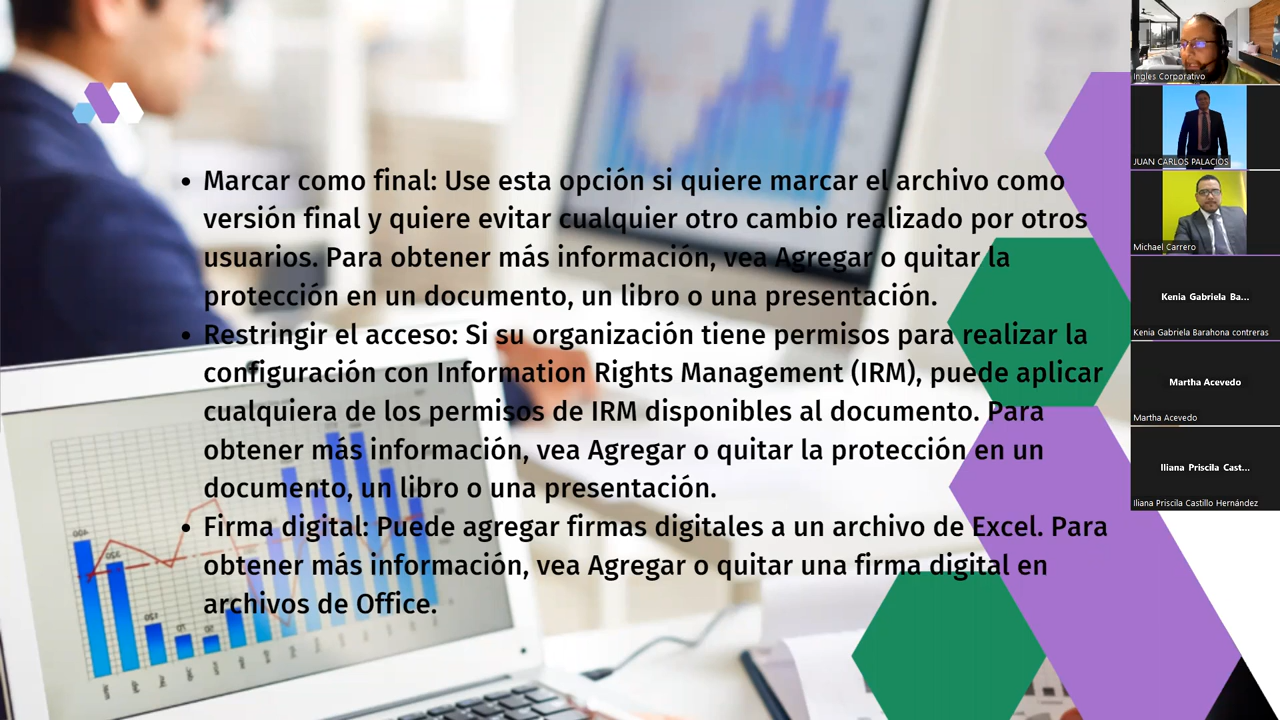 • Marcar como final: Use esta opción si quiere marcar el archivo como
versión final y quiere evitar cualquier otro cambio realizado por otros
usuarios. Para obtener más información, vea Agregar o quitar la
protección en un documento, un libro o una presentación.
• Restringir el acceso: Si su organización tiene permisos para realizar la
configuración con Information Rights Management (IRM), puede aplicar
cualquiera de los permisos de IRM disponibles al documento. Para
obtener más información, vea Agregar o quitar la protección en un
documento, un libro o una presentación.
• Firma digital: Puede agregar firmas digitales a un archivo de Excel. Para
obtener más información, vea Agregar o quitar una firma digital en
archivos de Office.
Ingles Corporativo
JUAN CARLOS PALACIOS
Michael Carrero
Kenia Gabriela Ba...
Kenia Gabriela Barahona contreras
Martha Acevedo
Martha Acevedo
Iliana Priscila Cast...
Iliana Priscila Castillo Hernández